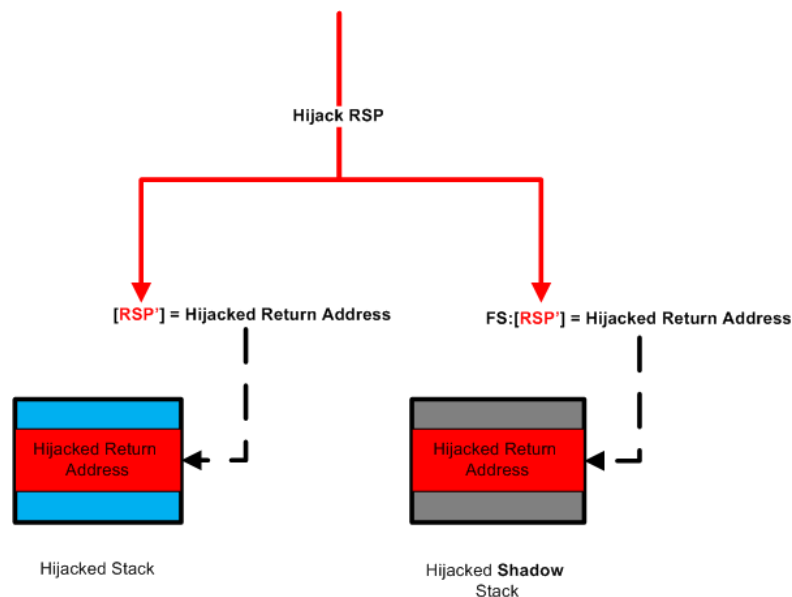 Hijack RSP
[RSP'] = Hijacked Return Address
FS:[RSP'] = Hijacked Return Address
Hijacked Return
Address
Hijacked Return
Address
Hijacked Stack
Hijacked Shadow
Stack